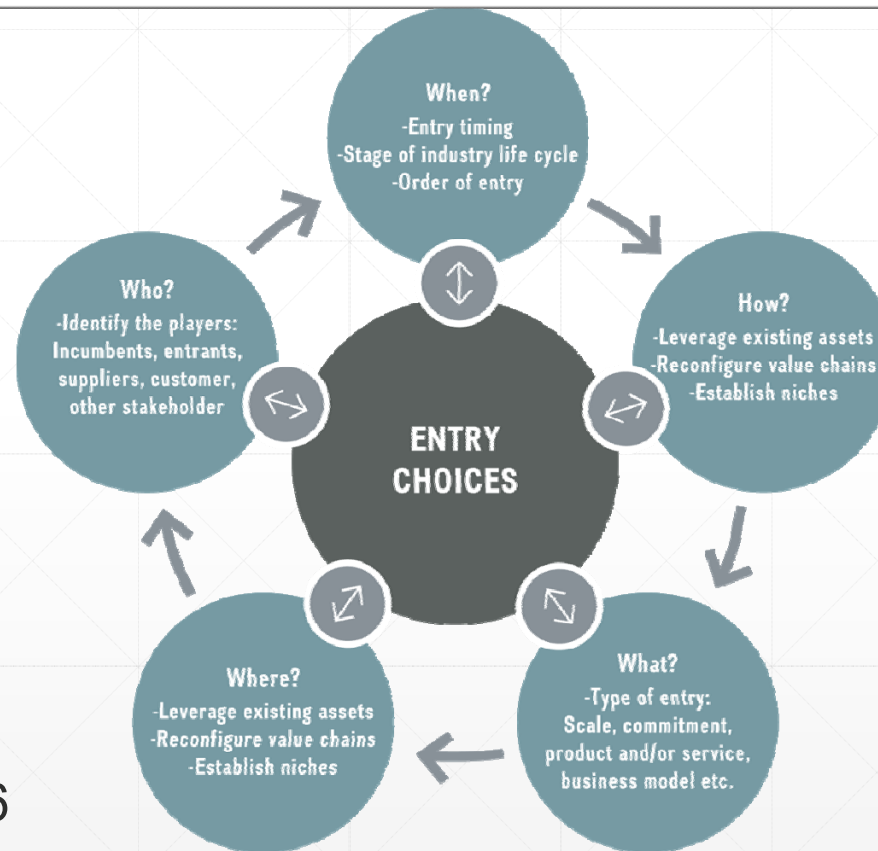 When?
-Entry timing
-Stage of industry life cycle
-Order of entry
Who?
-Identify the players:
Incumbents, entrants,
suppliers, customer,
other stakeholder
How?
-Leverage existing assets
-Reconfigure value chains
-Establish niches
ENTRY
CHOICES
Where?
-Leverage existing assets
-Reconfigure value chains
-Establish niches
What?
-Type of entry:
Scale, commitment,
product and/or service,
business model etc.
6